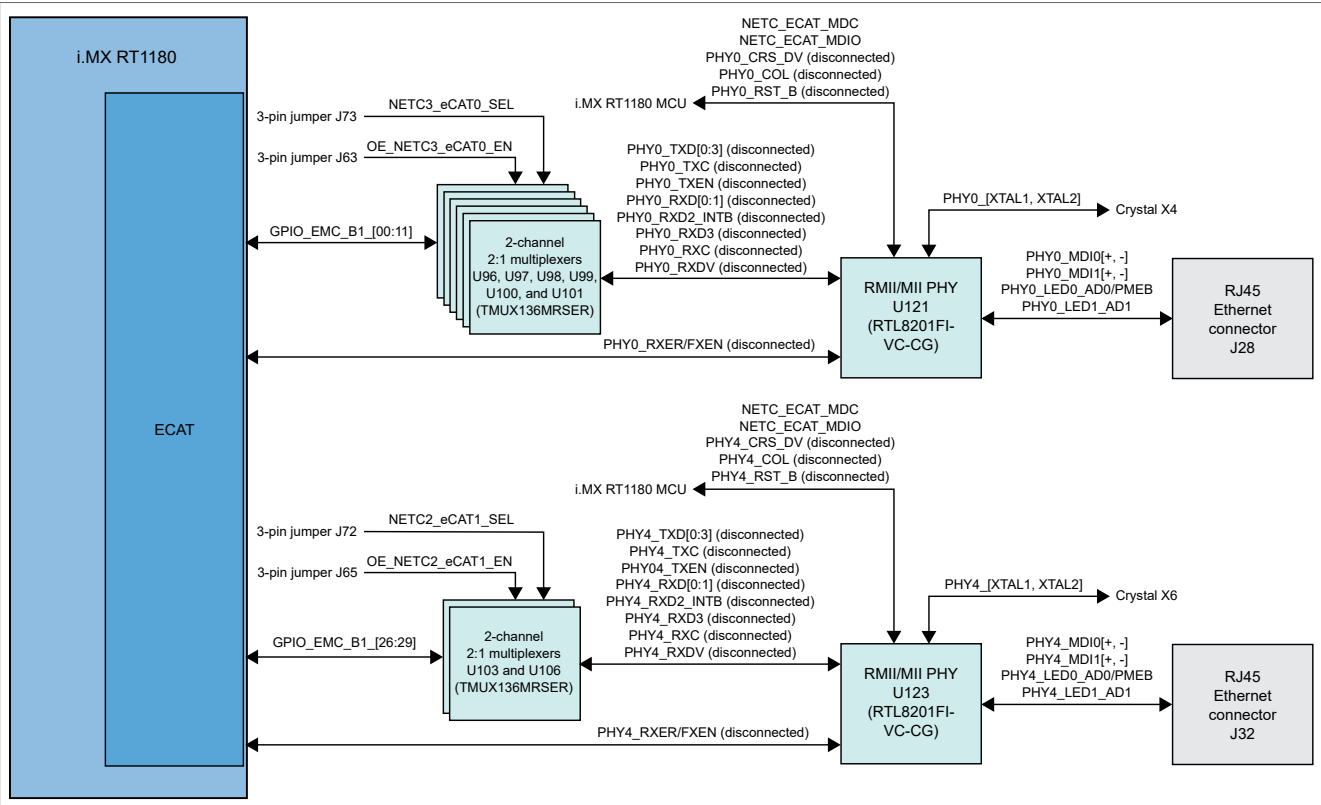 i.MX RT1180
ECAT
NETC_ECAT_MDC
NETC_ECAT_MDIO
PHY0_CRS_DV (disconnected)
PHY0_COL (disconnected)
PHY0_RST_B (disconnected)
i.MX RT1180 MCU
3-pin jumper J73
NETC3_eCAT0_SEL
3-pin jumper J63
OE_NETC3_eCAT0_EN
GPIO_EMC_B1_[00:11]
2-channel
2:1 multiplexers
U96, U97, U98, U99,
U100, and U101
(TMUX136MRSER)
PHY0_TXD[0:3] (disconnected)
PHY0_TXC (disconnected)
PHY0_TXEN (disconnected)
PHY0_RXD[0:1] (disconnected)
PHY0_RXD2_INTB (disconnected)
PHY0_RXD3 (disconnected)
PHY0_RXC (disconnected)
PHY0_RXDV (disconnected)
PHY0_RXER/FXEN (disconnected)
RMII/MII PHY
U121
(RTL8201FI-
VC-CG)
PHY0_[XTAL1, XTAL2]
Crystal X4
PHY0_MDI0[+, -]
PHY0_MDI1[+, -]
PHY0_LED0_AD0/PMEB
PHY0_LED1_AD1
RJ45
Ethernet
connector
J28
NETC_ECAT_MDC
NETC_ECAT_MDIO
PHY4_CRS_DV (disconnected)
PHY4_COL (disconnected)
PHY4_RST_B (disconnected)
i.MX RT1180 MCU
3-pin jumper J72
NETC2_eCAT1_SEL
3-pin jumper J65
OE_NETC2_eCAT1_EN
GPIO_EMC_B1_[26:29]
2-channel
2:1 multiplexers
U103 and U106
(TMUX136MRSER)
PHY4_TXD[0:3] (disconnected)
PHY4_TXC (disconnected)
PHY04_TXEN (disconnected)
PHY4_RXD[0:1] (disconnected)
PHY4_RXD2_INTB (disconnected)
PHY4_RXD3 (disconnected)
PHY4_RXC (disconnected)
PHY4_RXDV (disconnected)
PHY4_RXER/FXEN (disconnected)
RMII/MII PHY
U123
(RTL8201FI-
VC-CG)
PHY4_[XTAL1, XTAL2]
Crystal X6
PHY4_MDI0[+, -]
PHY4_MDI1[+, -]
PHY4_LED0_AD0/PMEB
PHY4_LED1_AD1
RJ45
Ethernet
connector
J32